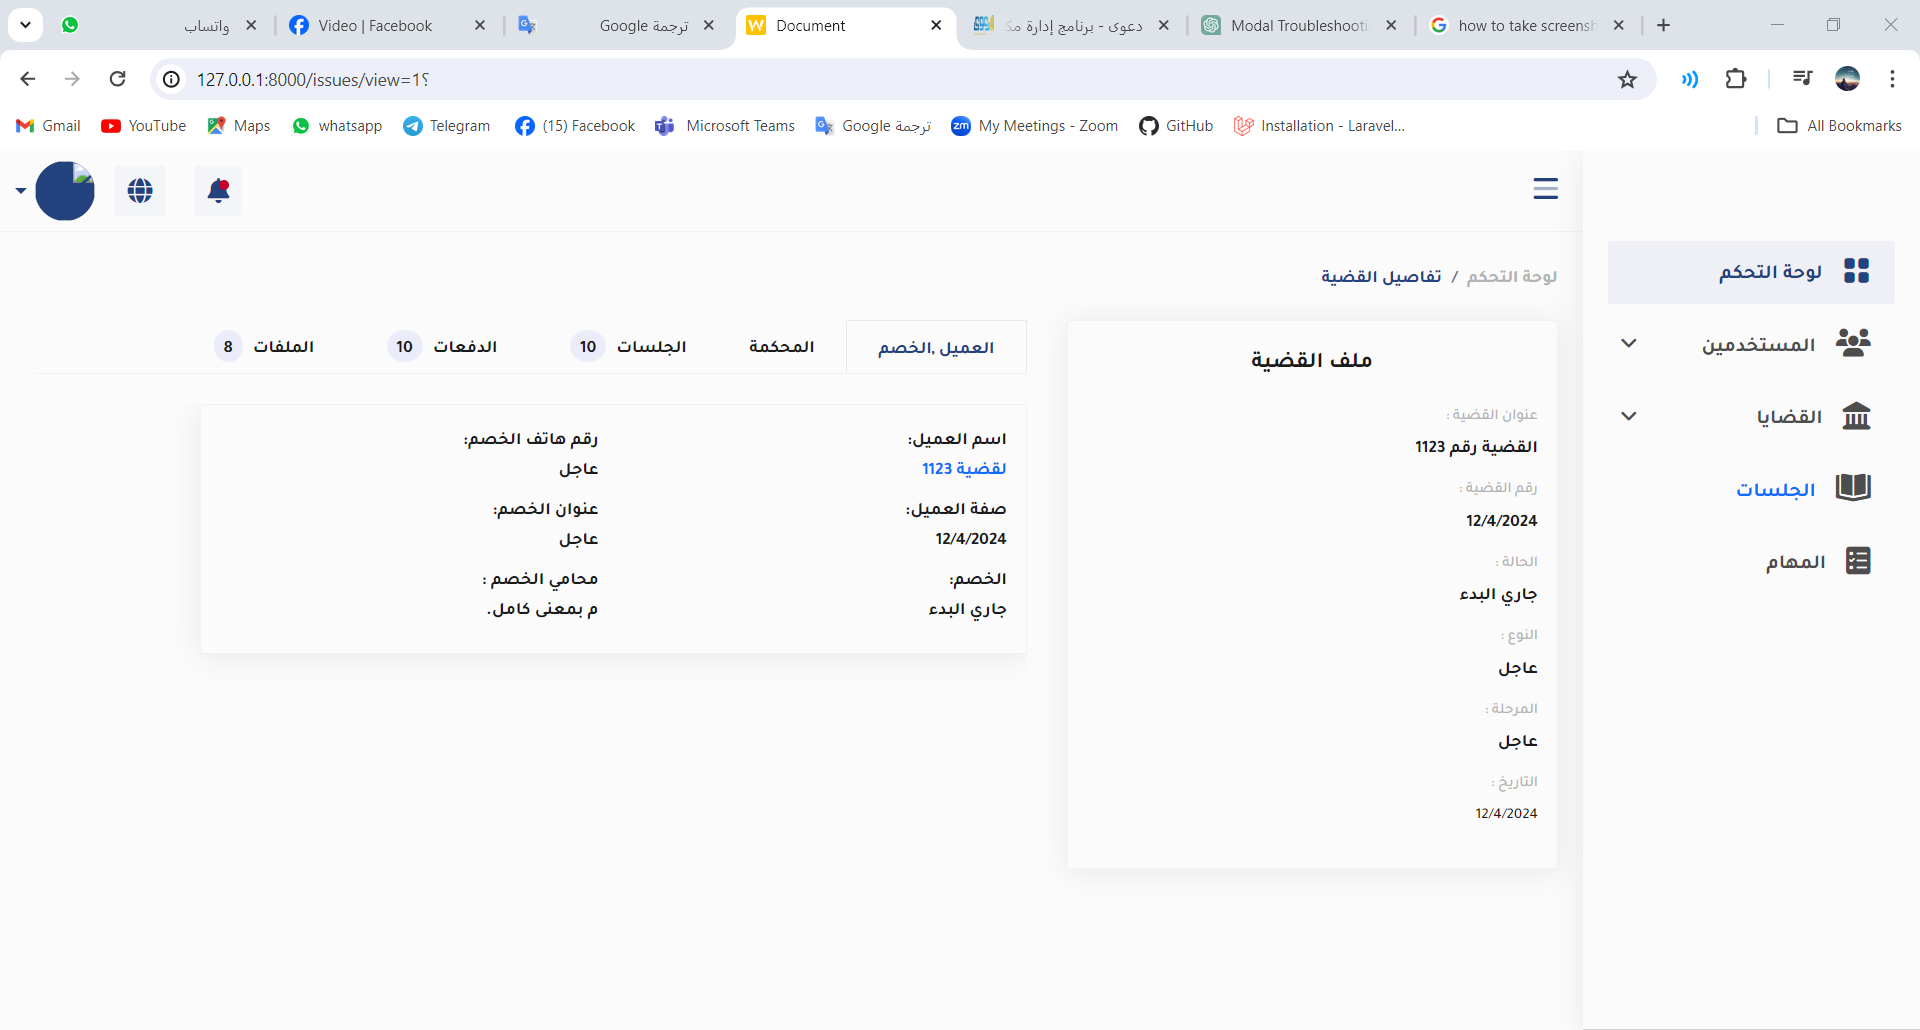 واتساب
Video | Facebook
ترجمة Google
Document
دعوى - برنامج إدارة مك
Modal Troubleshooti
how to take screensh
127.0.0.1:8000/issues/view=1؟
Gmail
YouTube
Maps
whatsapp
Telegram
(15) Facebook
Microsoft Teams
ترجمة Google
zm
My Meetings - Zoom
GitHub
Installation - Laravel...
All Bookmarks
لوحة التحكم
المستخدمين
القضايا
الجلسات
المهام
لوحة التحكم / تفاصيل القضية
ملف القضية
عنوان القضية :
القضية رقم 1123
رقم القضية :
12/4/2024
الحالة :
جاري البدء
النوع :
عاجل
المرحلة :
عاجل
التاريخ :
12/4/2024
العميل ,الخصم
المحكمة
الجلسات 10
الدفعات 10
الملفات 8
اسم العميل:
لقضية 1123
صفة العميل:
12/4/2024
الخصم:
جاري البدء
رقم هاتف الخصم:
عاجل
عنوان الخصم:
عاجل
محامي الخصم :
م بمعنى كامل.